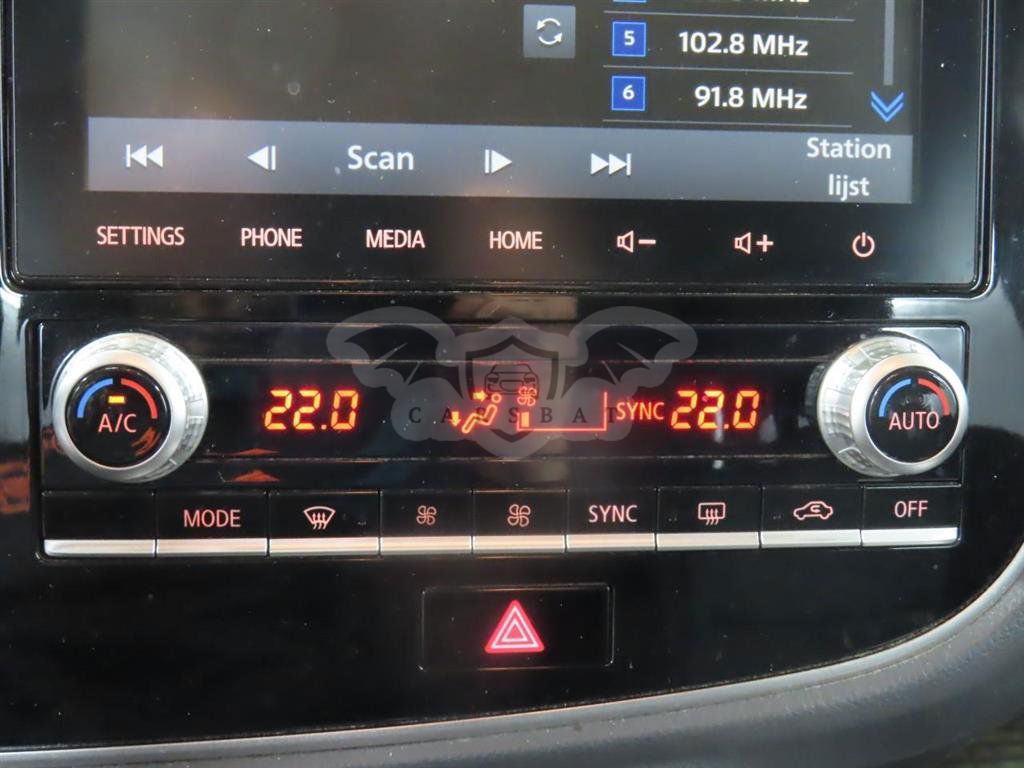 5 102.8 MHz
6 91.8 MHz
Scan
Station
lijst
SETTINGS PHONE MEDIA HOME
A/C 22.0 SYNC 22.0 AUTO
CARSBAT
MODE SYNC OFF